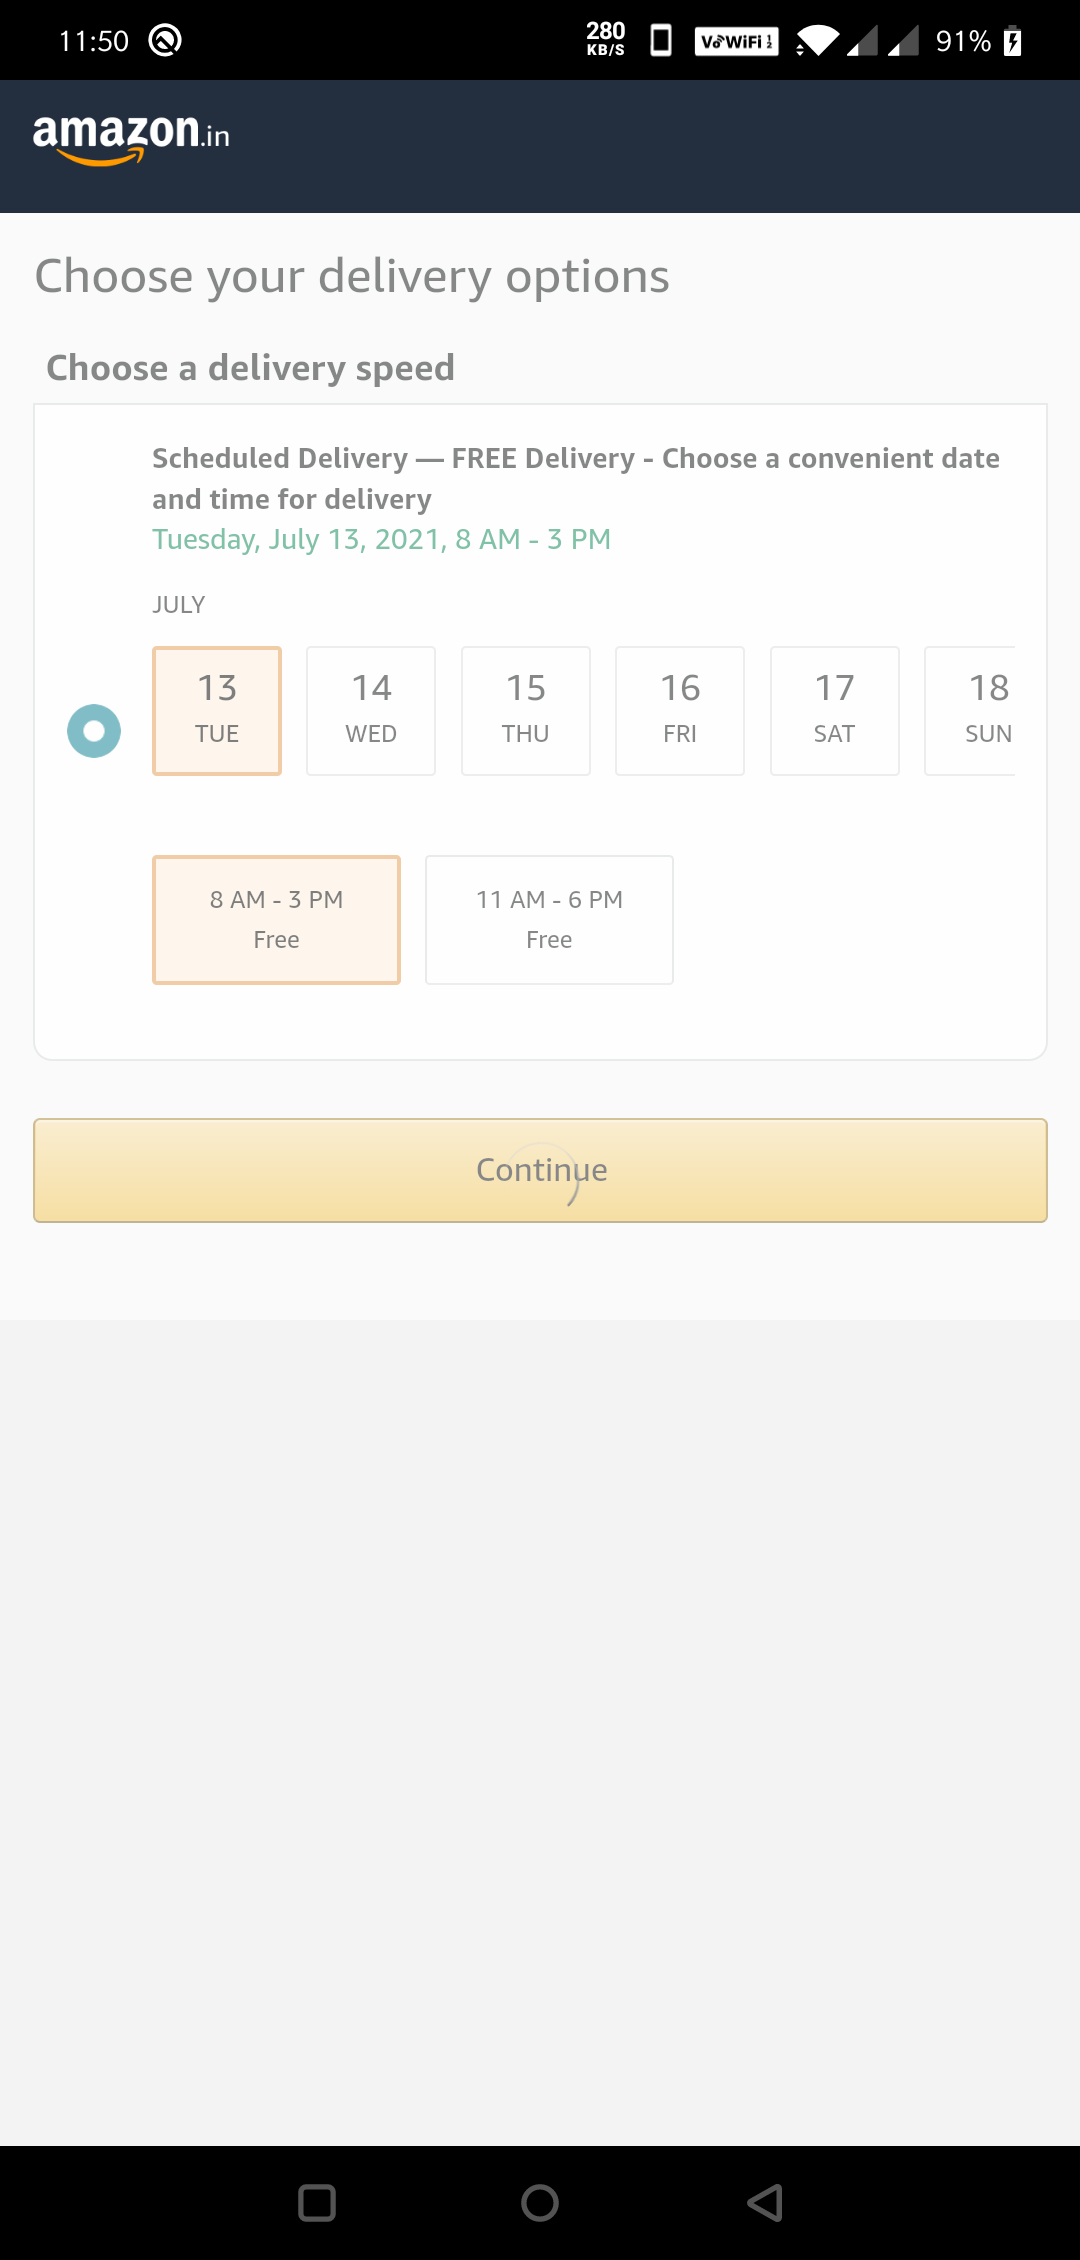 11:50
280
KB/S
VoWiFi 1 2
91%
amazon.in
Choose your delivery options
Choose a delivery speed
Scheduled Delivery — FREE Delivery - Choose a convenient date
and time for delivery
Tuesday, July 13, 2021, 8 AM - 3 PM
JULY
13 14 15 16 17 18
TUE WED THU FRI SAT SUN
8 AM - 3 PM 11 AM - 6 PM
Free Free
Continue